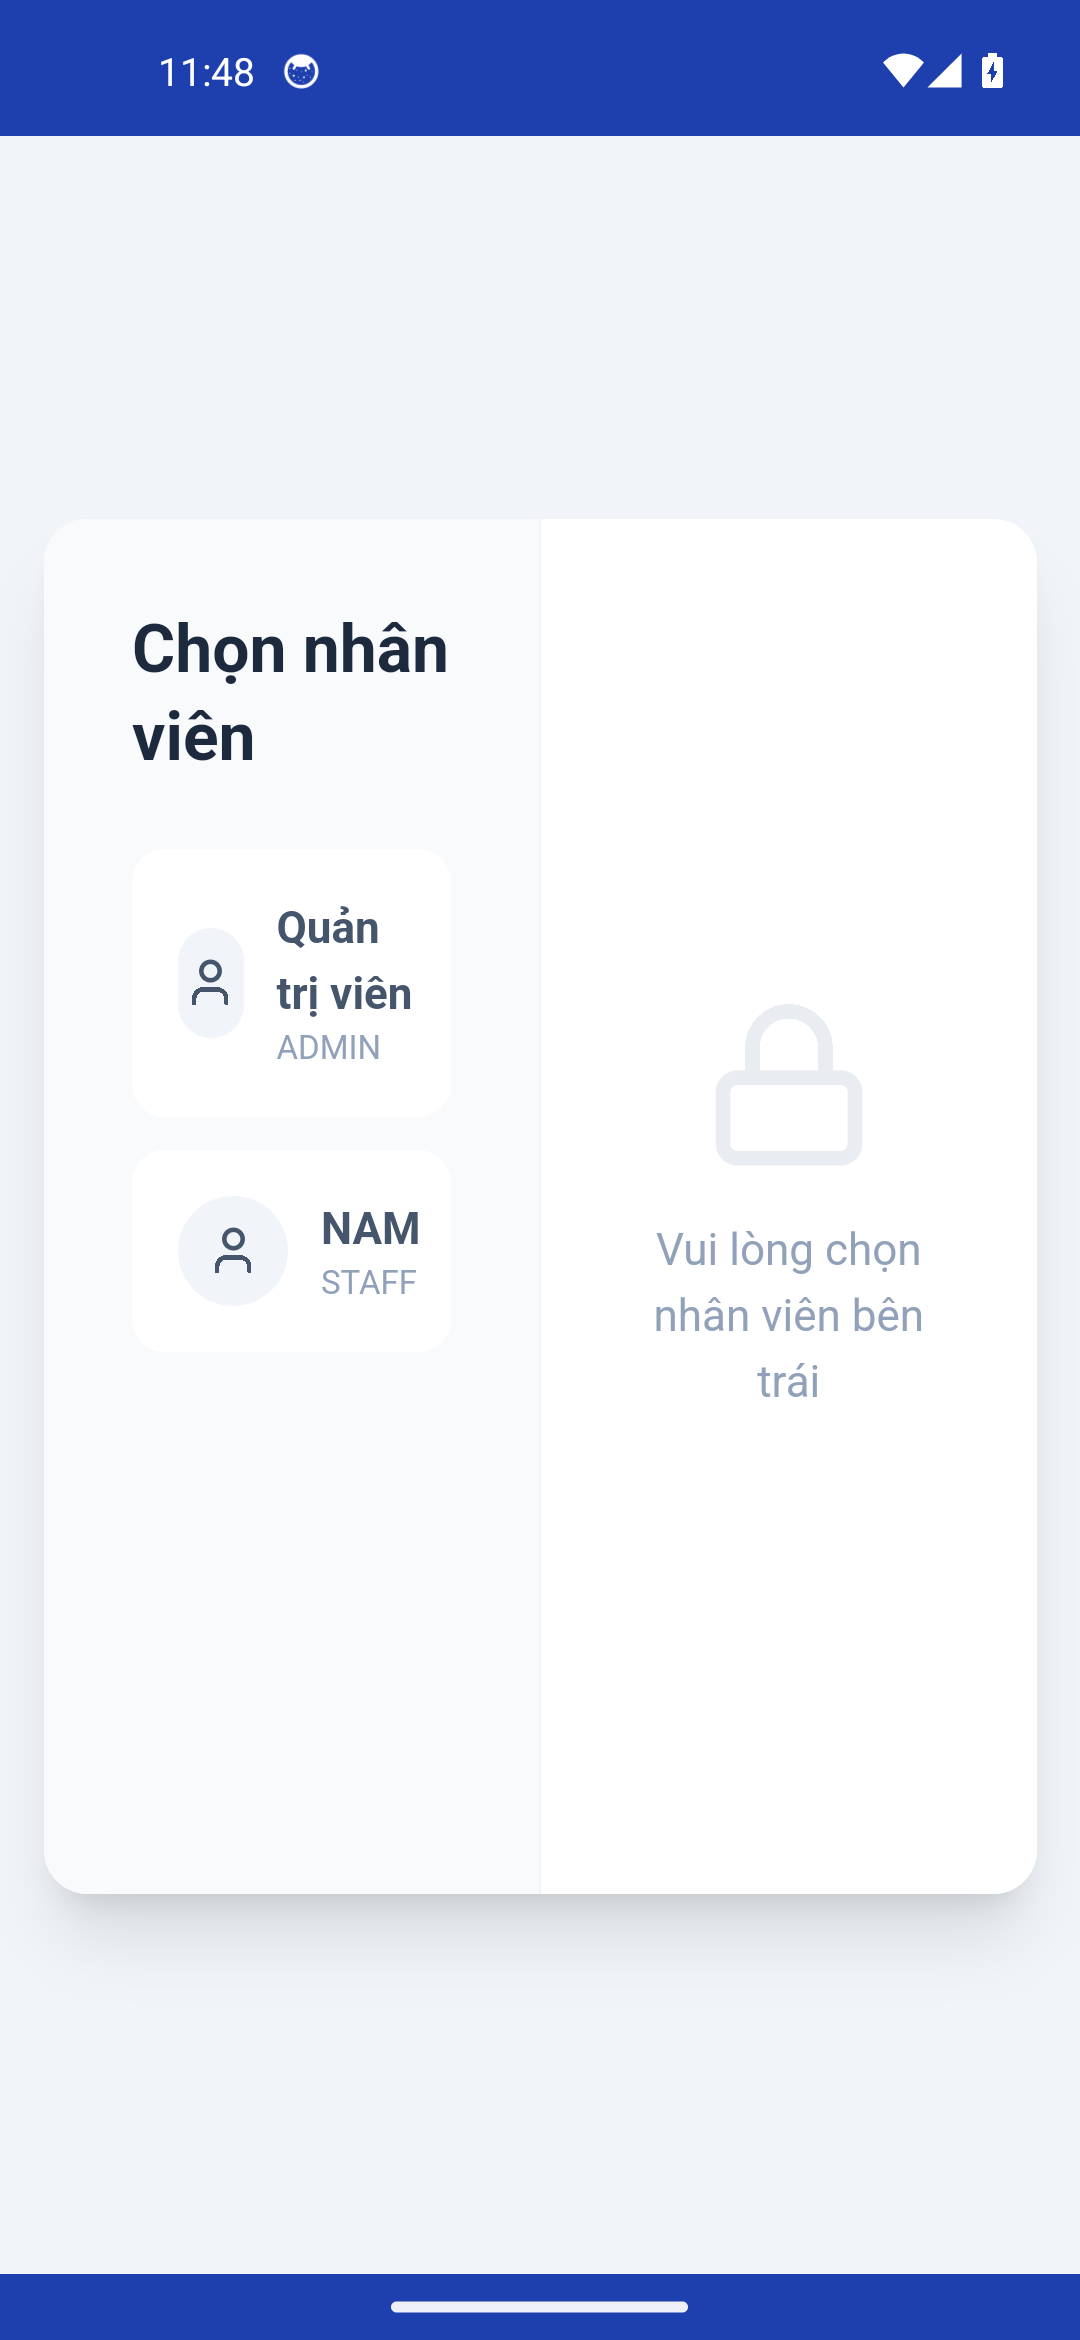 11:48
Chọn nhân
viên
Quản
trị viên
ADMIN
NAM
STAFF
Vui lòng chọn
nhân viên bên
trái